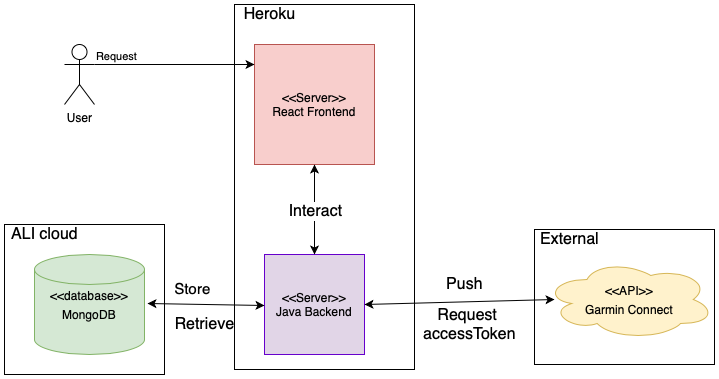 Heroku
Request
User
<<Server>>
React Frontend
Interact
ALI cloud
<<database>>
MongoDB
Store
Retrieve
<<Server>>
Java Backend
Push
Request
accessToken
External
<<API>>
Garmin Connect